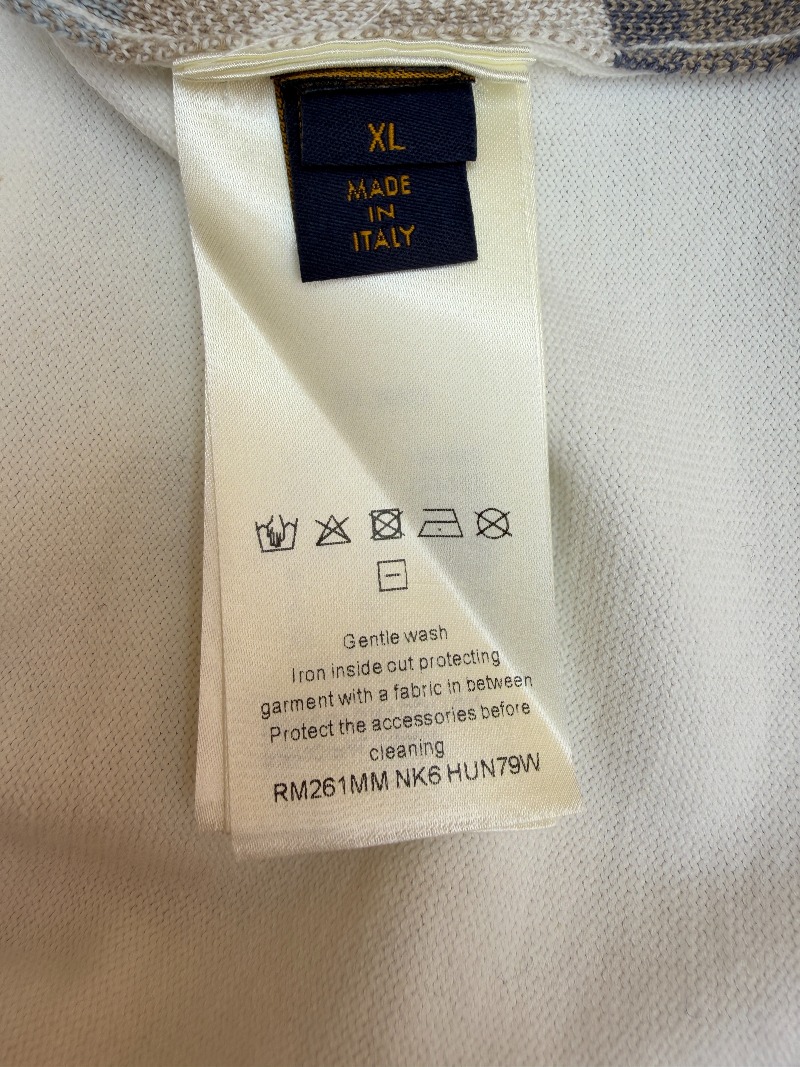 XL
MADE
IN
ITALY
Gentle wash
Iron inside out protecting
garment with a fabric in between
Protect the accessories before
cleaning
RM261MM NK6 HUN79W